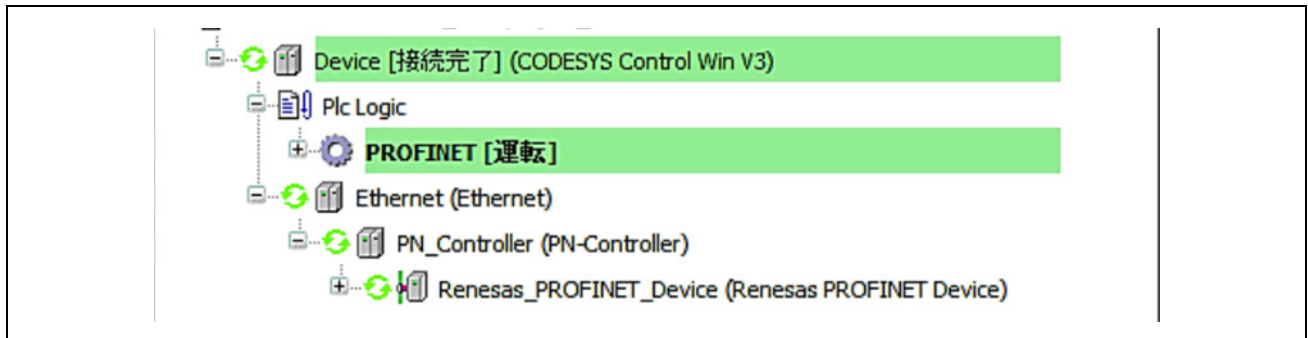 Device [接続完了] (CODESYS Control Win V3)
Plc Logic
PROFINET [運転]
Ethernet (Ethernet)
PN_Controller (PN-Controller)
Renesas_PROFINET_Device (Renesas PROFINET Device)